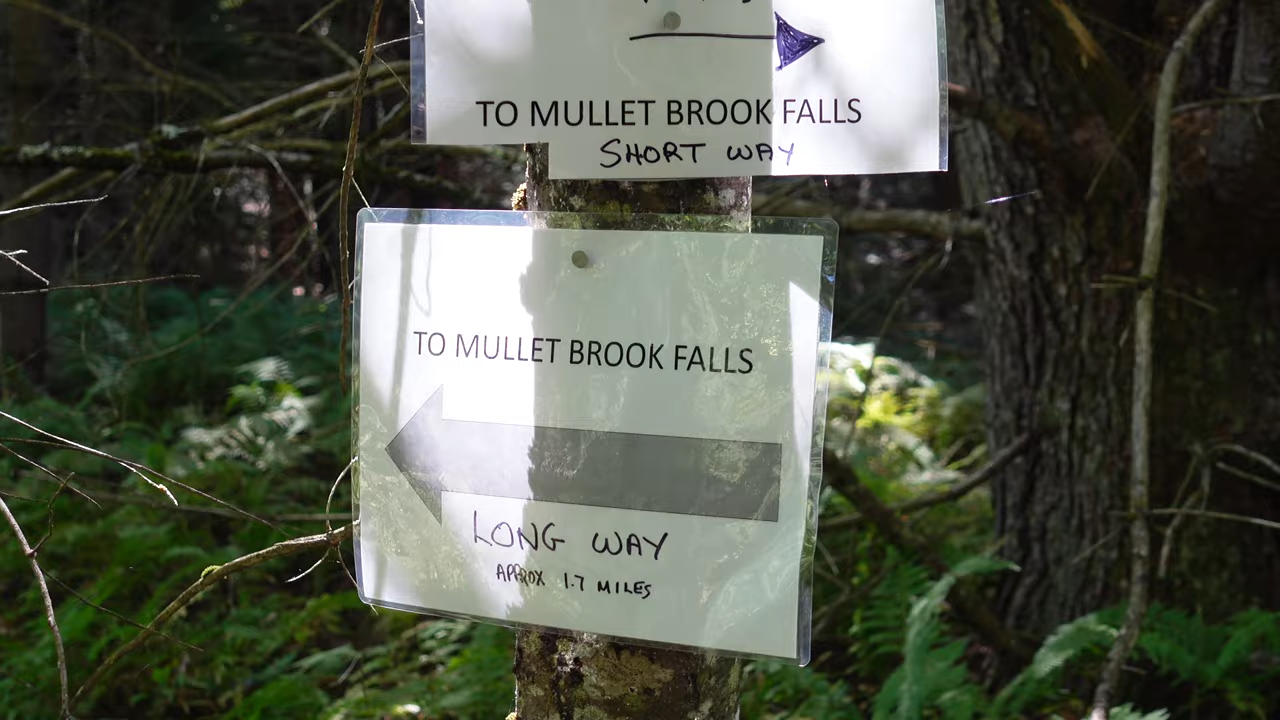 TO MULLET BROOK FALLS
SHORT WAY
TO MULLET BROOK FALLS
LONG WAY
APPROX 1.7 MILES